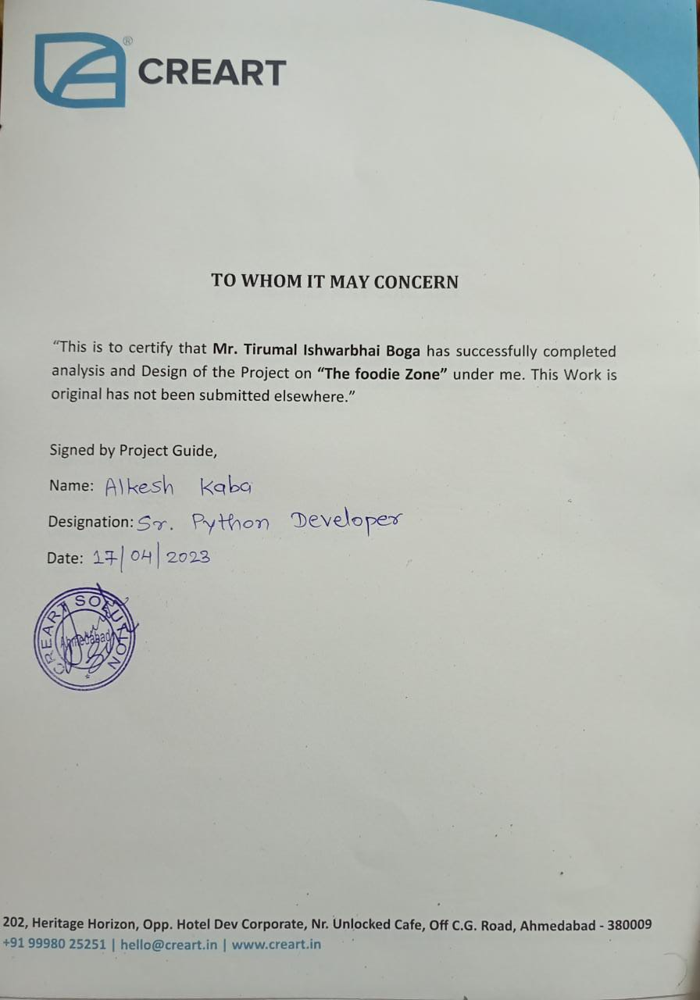 ®
CREART
TO WHOM IT MAY CONCERN
“This is to certify that Mr. Tirumal Ishwarbhai Boga has successfully completed
analysis and Design of the Project on “The foodie Zone” under me. This Work is
original has not been submitted elsewhere.”
Signed by Project Guide,
Name: Alkesh Kaba
Designation: Sr. Python Developer
Date: 17/04/2023
CREART SOLUTION
Ahmedabad
202, Heritage Horizon, Opp. Hotel Dev Corporate, Nr. Unlocked Cafe, Off C.G. Road, Ahmedabad - 380009
+91 99980 25251 | hello@creart.in | www.creart.in